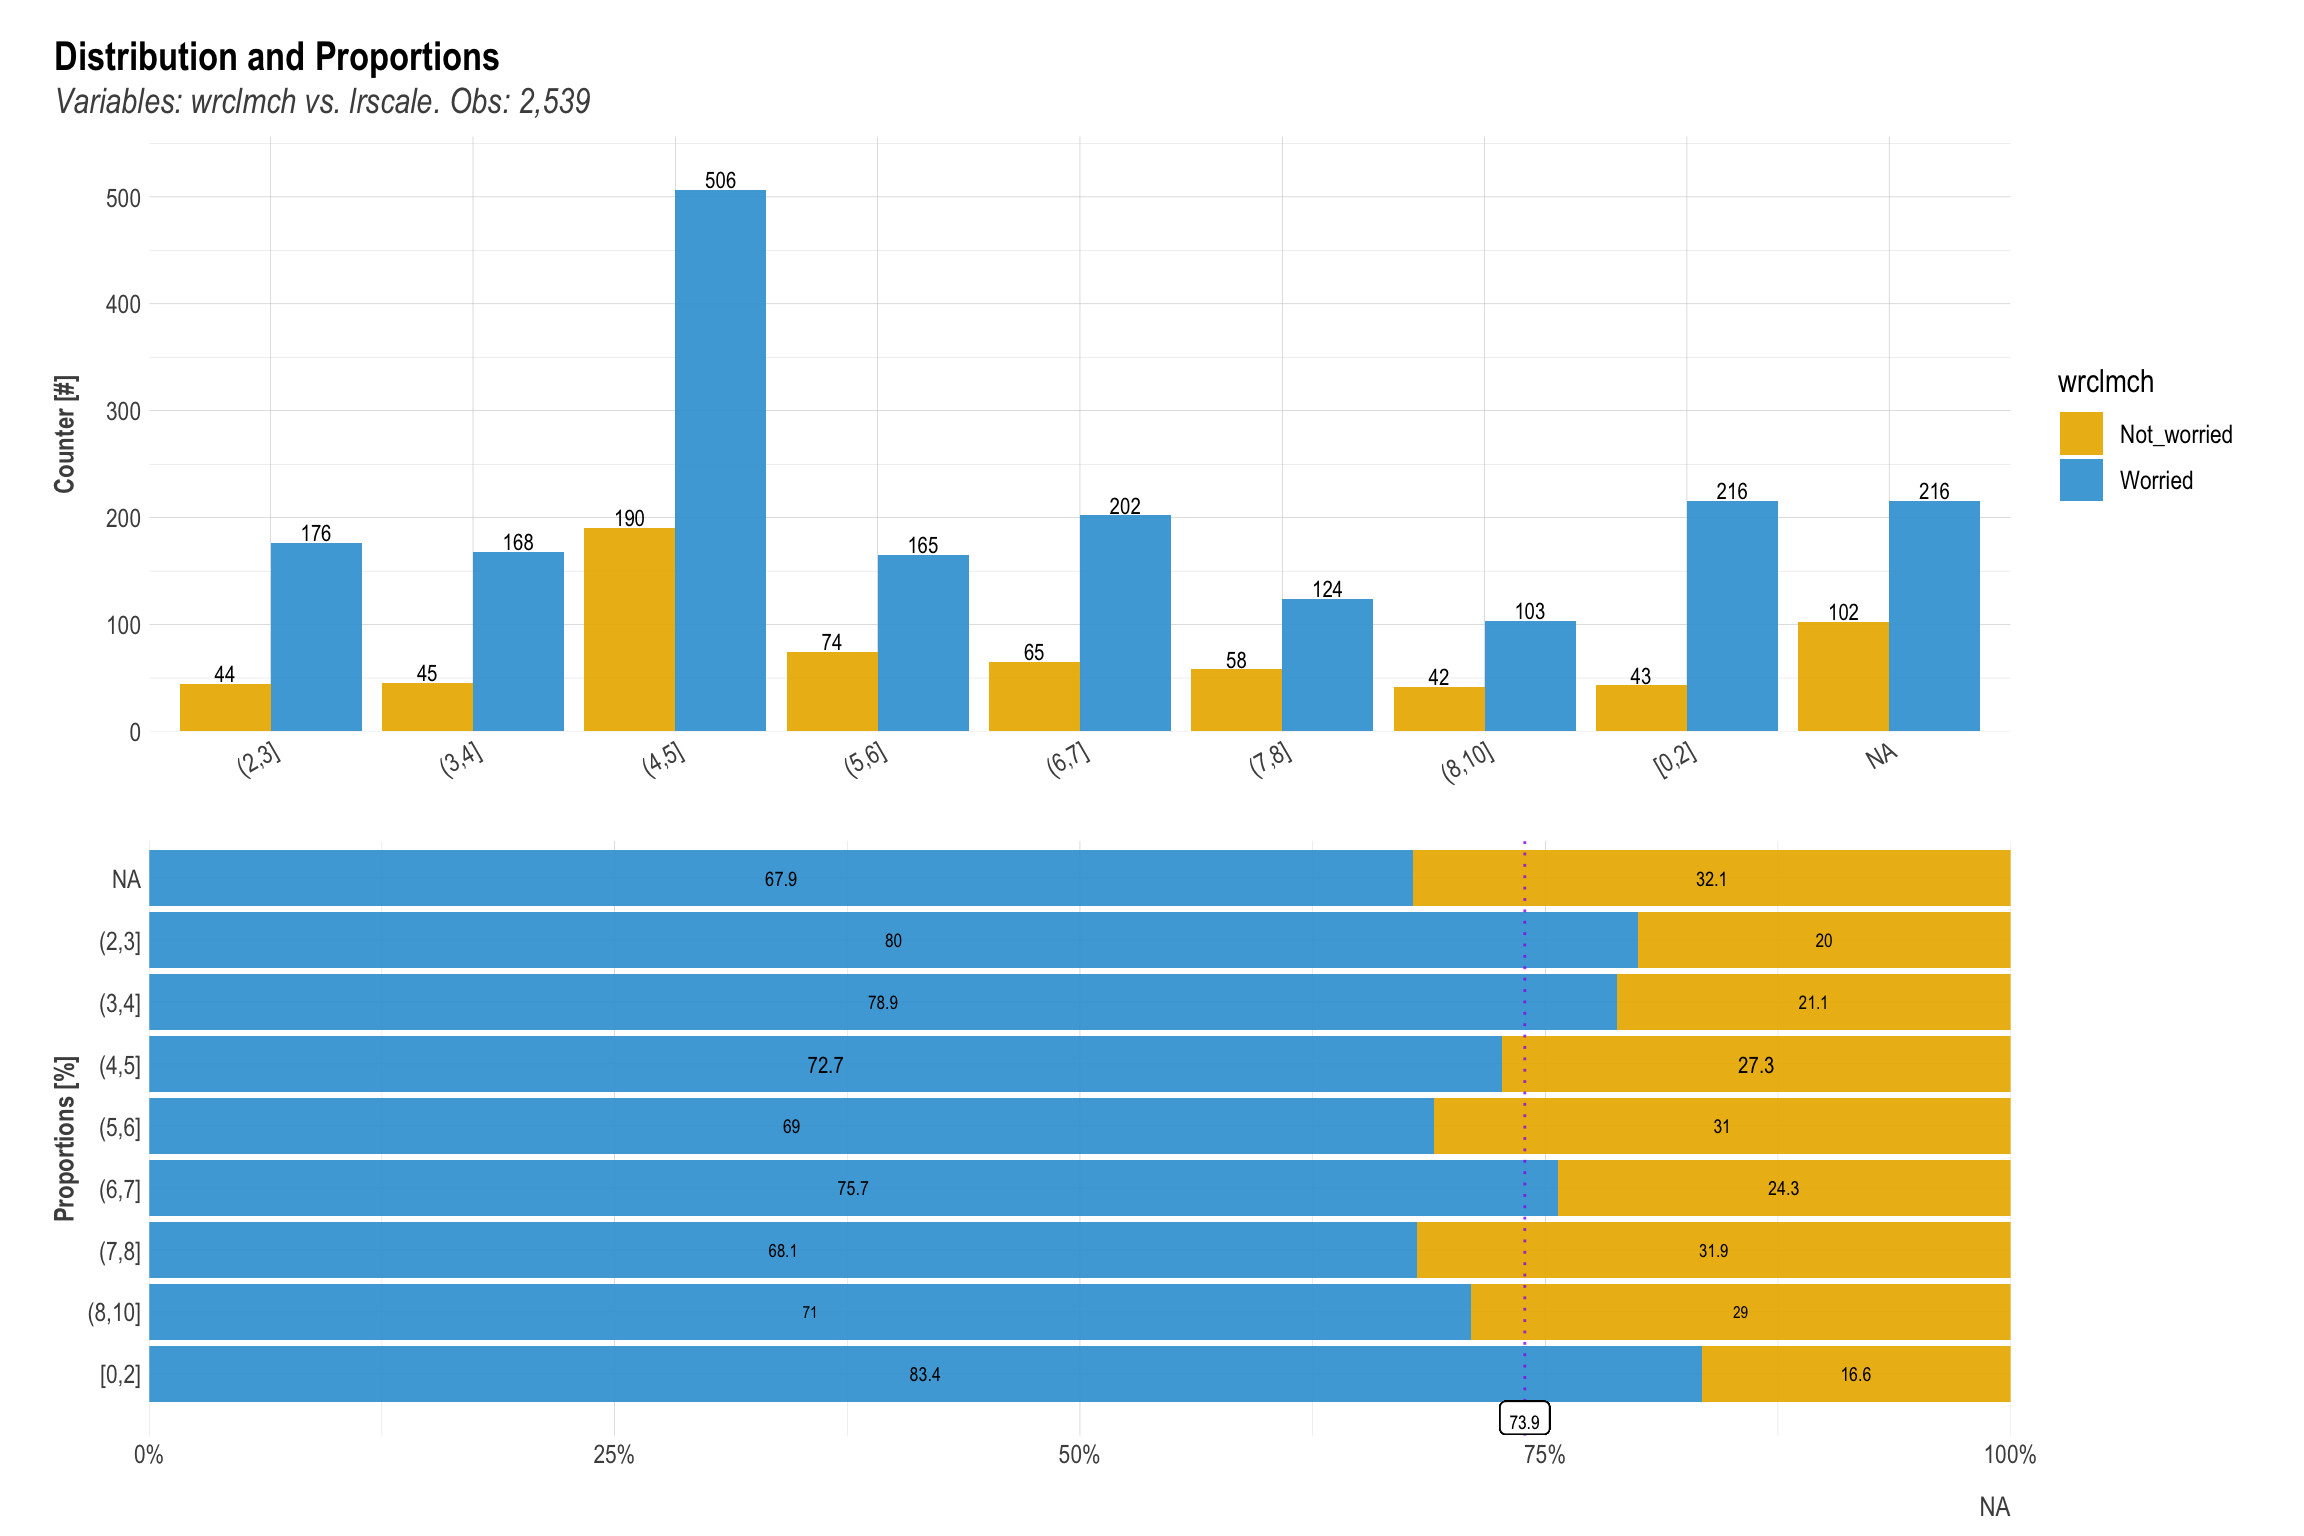 Distribution and Proportions
Variables: wrclmch vs. lrscale. Obs: 2,539
Counter [#]
500
400
300
200
100
0
44
176
45
168
190
506
74
165
65
202
58
124
42
103
43
216
102
216
(2,3]
(3,4]
(4,5]
(5,6]
(6,7]
(7,8]
(8,10]
[0,2]
NA
wrclmch
Not_worried
Worried
Proportions [%]
NA 67.9 32.1
(2,3] 80 20
(3,4] 78.9 21.1
(4,5] 72.7 27.3
(5,6] 69 31
(6,7] 75.7 24.3
(7,8] 68.1 31.9
(8,10] 71 29
[0,2] 83.4 16.6
73.9
0% 25% 50% 75% 100%
NA